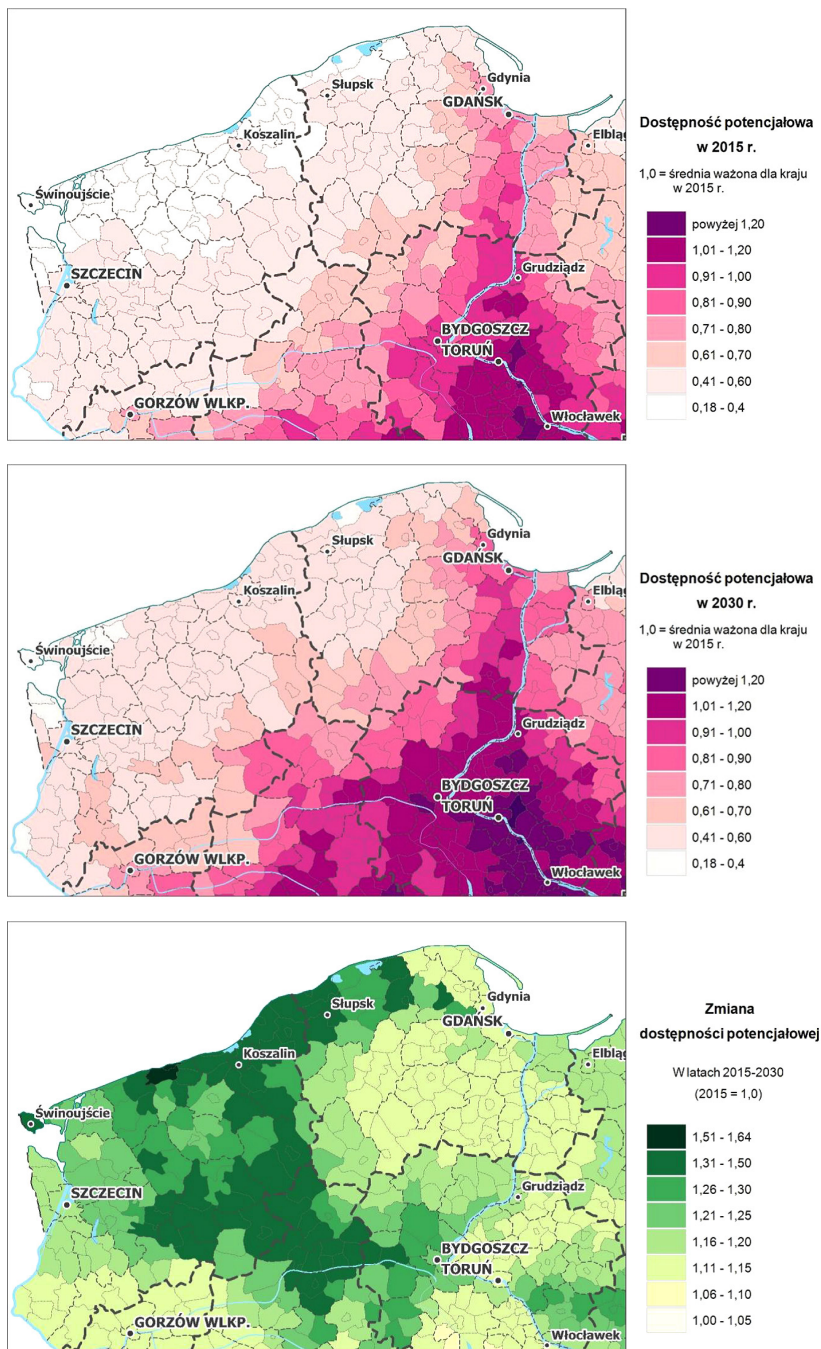 Słupsk
Gdynia
GDAŃSK
Elbląg
Koszalin
Świnoujście
SZCZECIN
Grudziądz
BYDGOSZCZ
TORUŃ
GORZÓW WLKP.
Włocławek
Dostępność potencjałowa
w 2015 r.
1,0 = średnia ważona dla kraju
w 2015 r.
powyżej 1,20
1,01 - 1,20
0,91 - 1,00
0,81 - 0,90
0,71 - 0,80
0,61 - 0,70
0,41 - 0,60
0,18 - 0,4
Słupsk
Gdynia
GDAŃSK
Elbląg
Koszalin
Świnoujście
SZCZECIN
Grudziądz
BYDGOSZCZ
TORUŃ
GORZÓW WLKP.
Włocławek
Dostępność potencjałowa
w 2030 r.
1,0 = średnia ważona dla kraju
w 2015 r.
powyżej 1,20
1,01 - 1,20
0,91 - 1,00
0,81 - 0,90
0,71 - 0,80
0,61 - 0,70
0,41 - 0,60
0,18 - 0,4
Słupsk
Gdynia
GDAŃSK
Elbląg
Koszalin
Świnoujście
SZCZECIN
Grudziądz
BYDGOSZCZ
TORUŃ
GORZÓW WLKP.
Włocławek
Zmiana
dostępności potencjałowej
W latach 2015-2030
(2015 = 1,0)
1,51 - 1,64
1,31 - 1,50
1,26 - 1,30
1,21 - 1,25
1,16 - 1,20
1,11 - 1,15
1,06 - 1,10
1,00 - 1,05